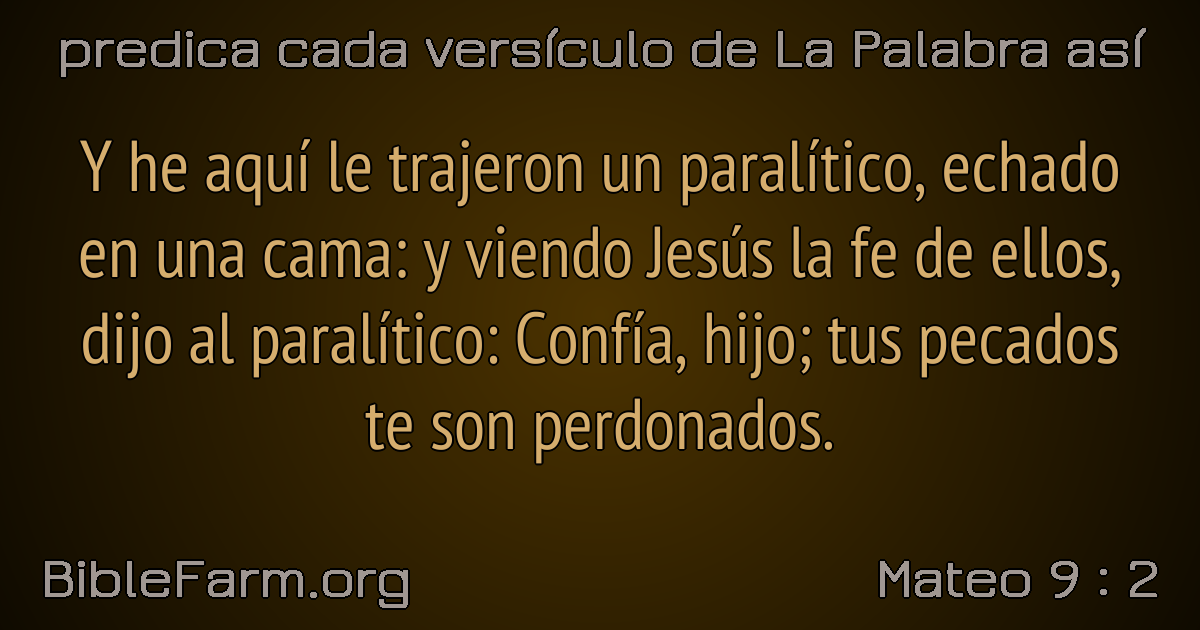 predica cada versículo de La Palabra así
Y he aquí le trajeron un paralítico, echado
en una cama: y viendo Jesús la fe de ellos,
dijo al paralítico: Confía, hijo; tus pecados
te son perdonados.
BibleFarm.org
Mateo 9 : 2